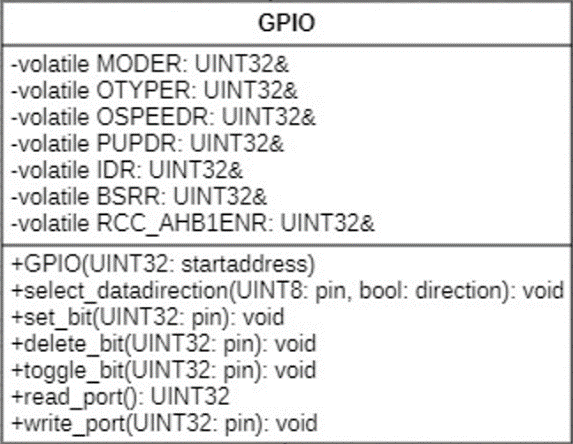 GPIO
-volatile MODER: UINT32&
-volatile OTYPER: UINT32&
-volatile OSPEEDR: UINT32&
-volatile PUPDR: UINT32&
-volatile IDR: UINT32&
-volatile BSRR: UINT32&
-volatile RCC_AHB1ENR: UINT32&
+GPIO(UINT32: startaddress)
+select_datadirection(UINT8: pin, bool: direction): void
+set_bit(UINT32: pin): void
+delete_bit(UINT32: pin): void
+toggle_bit(UINT32: pin): void
+read_port(): UINT32
+write_port(UINT32: pin): void